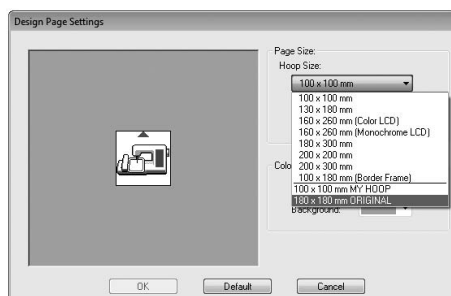 Design Page Settings
Page Size:
Hoop Size:
100 x 100 mm
100 x 100 mm
130 x 180 mm
160 x 260 mm (Color LCD)
160 x 260 mm (Monochrome LCD)
180 x 300 mm
200 x 200 mm
200 x 300 mm
100 x 180 mm (Border Frame)
100 x 100 mm MY HOOP
180 x 180 mm ORIGINAL
Background:
OK
Default
Cancel